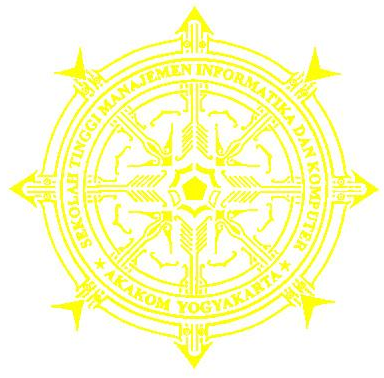 SEKOLAH TINGGI MANAJEMEN INFORMATIKA DAN KOMPUTER
AKAKOM YOGYAKARTA